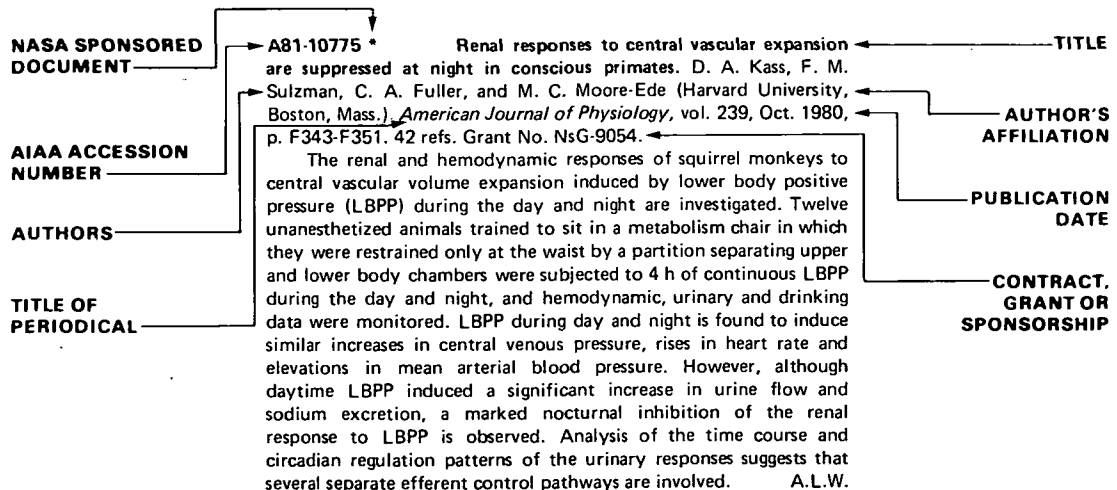 NASA SPONSORED
DOCUMENT
AIAA ACCESSION
NUMBER
AUTHORS
TITLE OF
PERIODICAL
A81-10775 * Renal responses to central vascular expansion
are suppressed at night in conscious primates. D. A. Kass, F. M.
Sulzman, C. A. Fuller, and M. C. Moore-Ede (Harvard University,
Boston, Mass.). American Journal of Physiology, vol. 239, Oct. 1980,
p. F343-F351. 42 refs. Grant No. NsG-9054.
The renal and hemodynamic responses of squirrel monkeys to
central vascular volume expansion induced by lower body positive
pressure (LBPP) during the day and night are investigated. Twelve
unanesthetized animals trained to sit in a metabolism chair in which
they were restrained only at the waist by a partition separating upper
and lower body chambers were subjected to 4 h of continuous LBPP
during the day and night, and hemodynamic, urinary and drinking
data were monitored. LBPP during day and night is found to induce
similar increases in central venous pressure, rises in heart rate and
elevations in mean arterial blood pressure. However, although
daytime LBPP induced a significant increase in urine flow and
sodium excretion, a marked nocturnal inhibition of the renal
response to LBPP is observed. Analysis of the time course and
circadian regulation patterns of the urinary responses suggests that
several separate efferent control pathways are involved. A.L.W.
TITLE
AUTHOR'S
AFFILIATION
PUBLICATION
DATE
CONTRACT,
GRANT OR
SPONSORSHIP